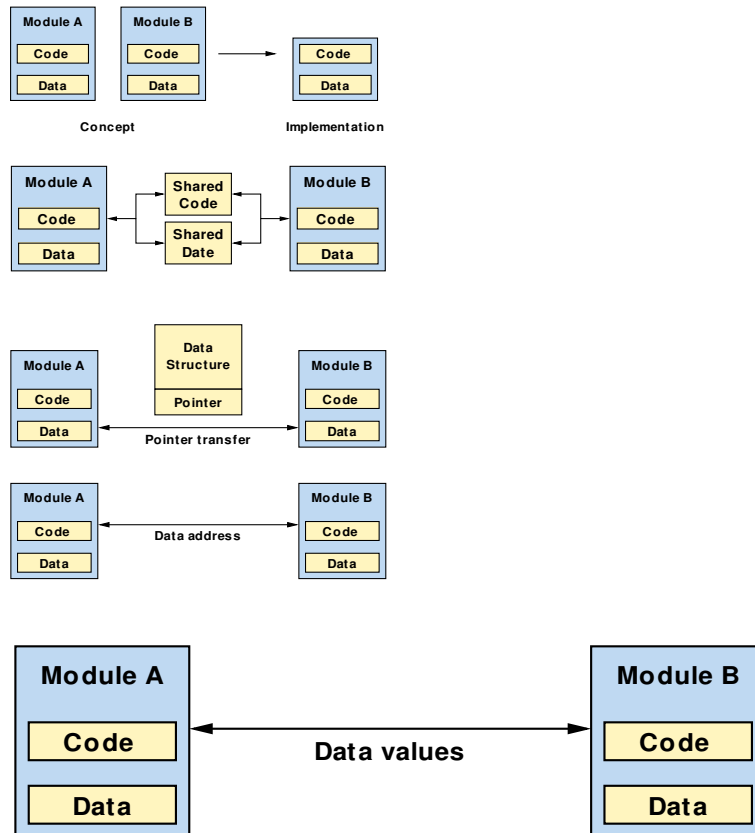 Module A
Module B
Code
Code
Code
Data
Data
Data
Concept
Implementation
Module A
Shared
Code
Module B
Code
Code
Shared
Date
Data
Data
Data
Structure
Module A
Module B
Pointer
Code
Code
Data
Data
Pointer transfer
Module A
Module B
Code
Code
Data address
Data
Data
Module A
Module B
Code
Data values
Code
Data
Data